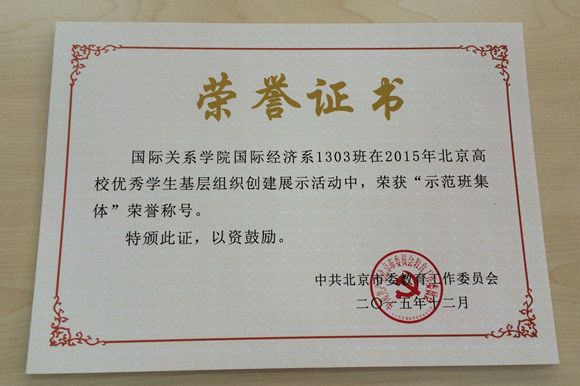 荣誉证书
国际关系学院国际经济系1303班在2015年北京高
校优秀学生基层组织创建展示活动中，荣获“示范班集
体”荣誉称号。
特颁此证，以资鼓励。
中共北京市委教育工作委员会
二〇一五年十二月